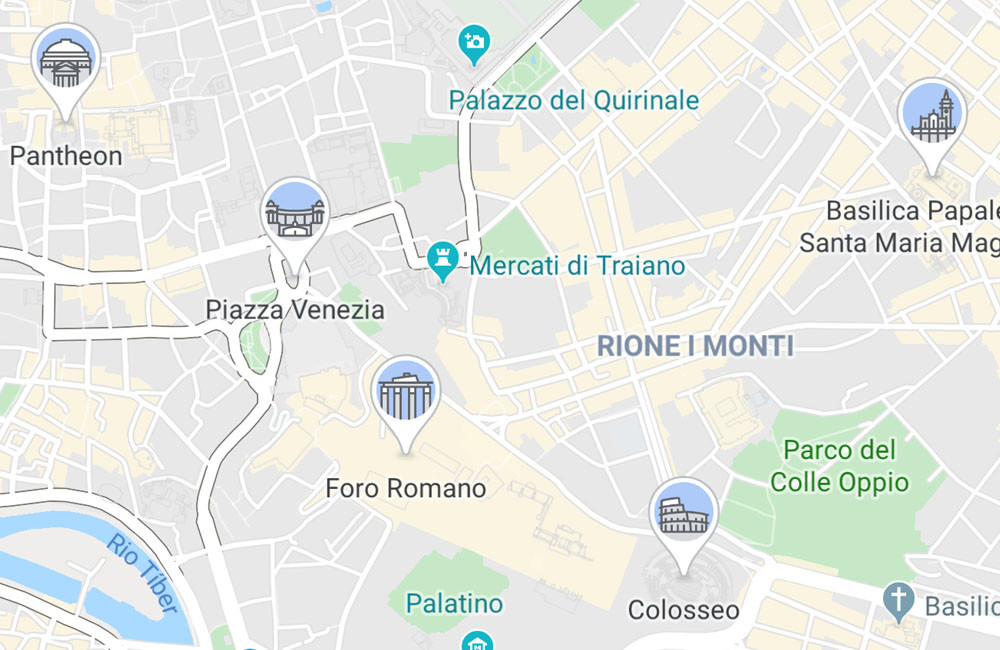 Palazzo del Quirinale
Pantheon
Basilica Papale
Santa Maria Mag
Mercati di Traiano
Piazza Venezia
RIONE I MONTI
Parco del
Colle Oppio
Foro Romano
Rio Tíber
Palatino
Colosseo
Basilic